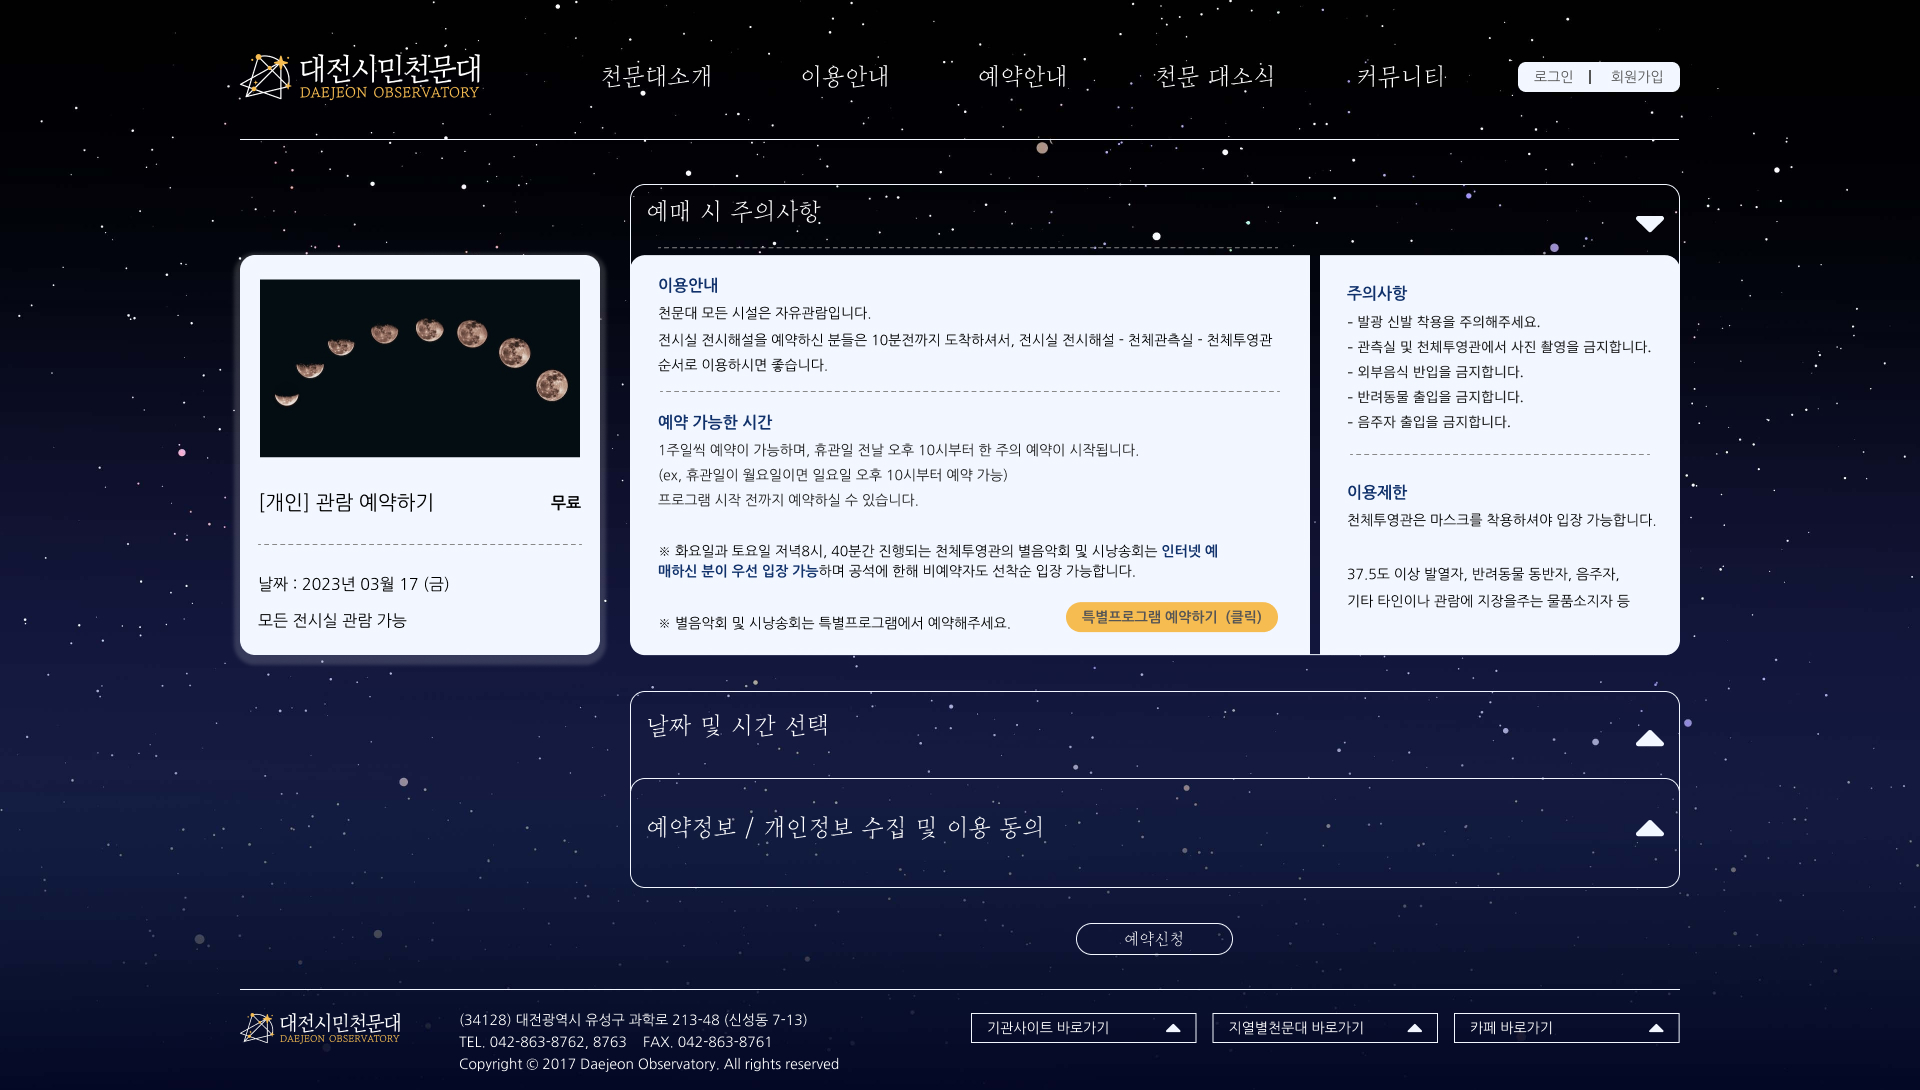 대전시민천문대
DAEJEON OBSERVATORY
천문대소개
이용안내
예약안내
천문 대소식
커뮤니티
로그인 | 회원가입
예매 시 주의사항
[개인] 관람 예약하기
무료
날짜 : 2023년 03월 17 (금)
모든 전시실 관람 가능
이용안내
천문대 모든 시설은 자유관람입니다.
전시실 전시해설을 예약하신 분들은 10분전까지 도착하셔서, 전시실 전시해설 - 천체관측실 - 천체투영관
순서로 이용하시면 좋습니다.
예약 가능한 시간
1주일씩 예약이 가능하며, 휴관일 전날 오후 10시부터 한 주의 예약이 시작됩니다.
(ex, 휴관일이 월요일이면 일요일 오후 10시부터 예약 가능)
프로그램 시작 전까지 예약하실 수 있습니다.
※ 화요일과 토요일 저녁8시, 40분간 진행되는 천체투영관의 별음악회 및 시낭송회는 인터넷 예
매하신 분이 우선 입장 가능하며 공석에 한해 비예약자도 선착순 입장 가능합니다.
※ 별음악회 및 시낭송회는 특별프로그램에서 예약해주세요.
특별프로그램 예약하기 (클릭)
주의사항
- 발광 신발 착용을 주의해주세요.
- 관측실 및 천체투영관에서 사진 촬영을 금지합니다.
- 외부음식 반입을 금지합니다.
- 반려동물 출입을 금지합니다.
- 음주자 출입을 금지합니다.
이용제한
천체투영관은 마스크를 착용하셔야 입장 가능합니다.
37.5도 이상 발열자, 반려동물 동반자, 음주자,
기타 타인이나 관람에 지장을주는 물품소지자 등
날짜 및 시간 선택
예약정보 / 개인정보 수집 및 이용 동의
예약신청
대전시민천문대
DAEJEON OBSERVATORY
(34128) 대전광역시 유성구 과학로 213-48 (신성동 7-13)
TEL. 042-863-8762, 8763 FAX. 042-863-8761
Copyright © 2017 Daejeon Observatory. All rights reserved
기관사이트 바로가기
지열별천문대 바로가기
카페 바로가기